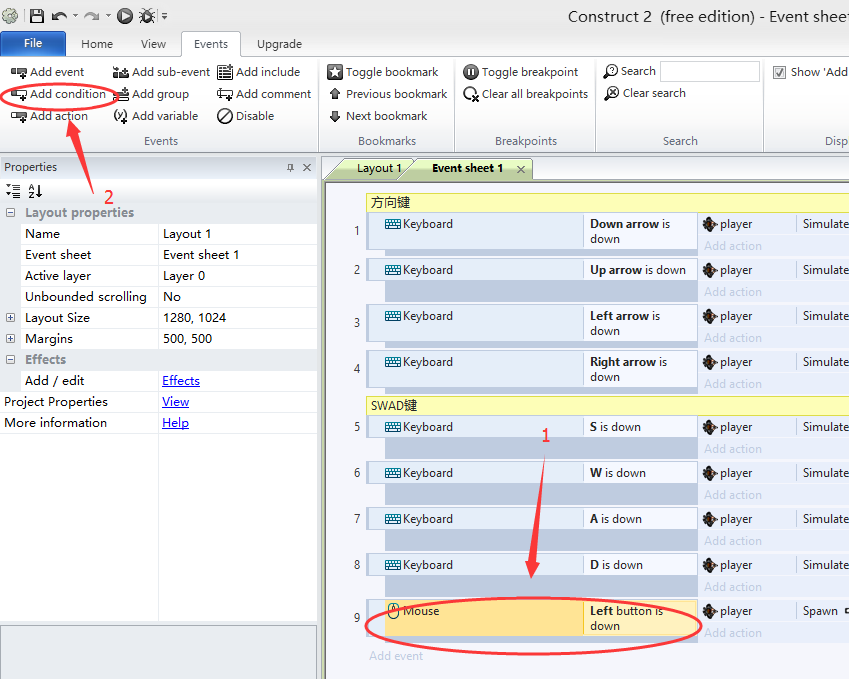 Construct 2 (free edition) - Event sheet
File Home View Events Upgrade
Add event Add sub-event Add include Toggle bookmark Toggle breakpoint Search Show 'Add
Add condition Add group Add comment Previous bookmark Clear all breakpoints Clear search
Add action Add variable Disable Next bookmark
Events Bookmarks Breakpoints Search Disp
Properties
Layout 1 Event sheet 1
2
Layout properties
Name Layout 1
Event sheet Event sheet 1
Active layer Layer 0
Unbounded scrolling No
Layout Size 1280, 1024
Margins 500, 500
Effects
Add / edit Effects
Project Properties View
More information Help
方向键
1 Keyboard Down arrow is down player Simulate
Add action
2 Keyboard Up arrow is down player Simulate
Add action
3 Keyboard Left arrow is down player Simulate
Add action
4 Keyboard Right arrow is down player Simulate
Add action
SWAD键
5 Keyboard S is down player Simulate
Add action
1
6 Keyboard W is down player Simulate
Add action
7 Keyboard A is down player Simulate
Add action
8 Keyboard D is down player Simulate
Add action
9 Mouse Left button is down player Spawn
Add action
Add event